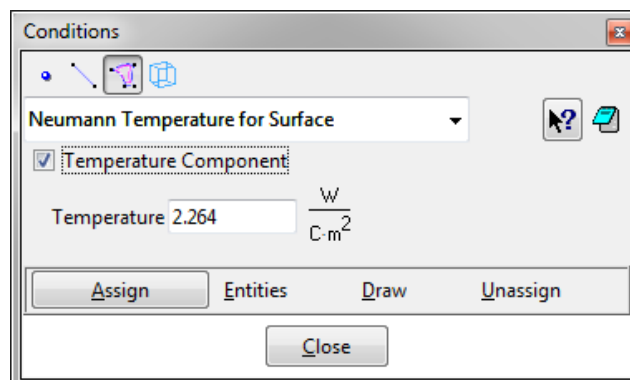 Conditions
Neumann Temperature for Surface
Temperature Component
Temperature 2.264 W/C·m²
Assign Entities Draw Unassign
Close